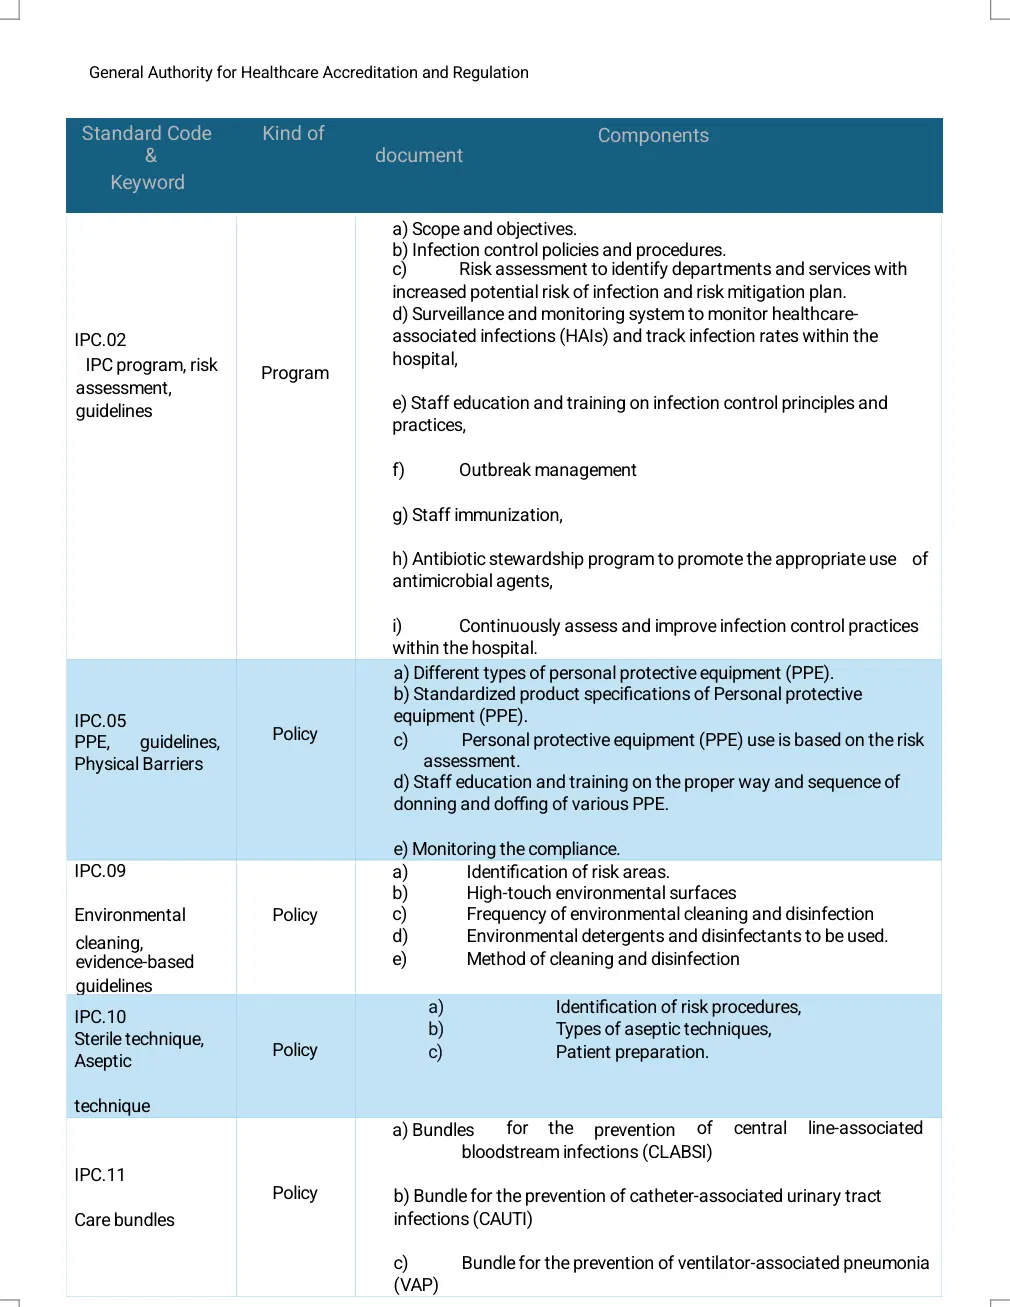 General Authority for Healthcare Accreditation and Regulation
Standard Code
&
Keyword
Kind of
document
Components
IPC.02
IPC program, risk
assessment,
guidelines
Program
a) Scope and objectives.
b) Infection control policies and procedures.
c) Risk assessment to identify departments and services with
increased potential risk of infection and risk mitigation plan.
d) Surveillance and monitoring system to monitor healthcare-
associated infections (HAIs) and track infection rates within the
hospital,
e) Staff education and training on infection control principles and
practices,
f) Outbreak management
g) Staff immunization,
h) Antibiotic stewardship program to promote the appropriate use of
antimicrobial agents,
i) Continuously assess and improve infection control practices
within the hospital.
IPC.05
PPE, guidelines,
Physical Barriers
Policy
a) Different types of personal protective equipment (PPE).
b) Standardized product specifications of Personal protective
equipment (PPE).
c) Personal protective equipment (PPE) use is based on the risk
assessment.
d) Staff education and training on the proper way and sequence of
donning and doffing of various PPE.
e) Monitoring the compliance.
IPC.09
Environmental
cleaning,
evidence-based
guidelines
Policy
a) Identification of risk areas.
b) High-touch environmental surfaces
c) Frequency of environmental cleaning and disinfection
d) Environmental detergents and disinfectants to be used.
e) Method of cleaning and disinfection
IPC.10
Sterile technique,
Aseptic
technique
Policy
a) Identification of risk procedures,
b) Types of aseptic techniques,
c) Patient preparation.
IPC.11
Care bundles
Policy
a) Bundles for the prevention of central line-associated
bloodstream infections (CLABSI)
b) Bundle for the prevention of catheter-associated urinary tract
infections (CAUTI)
c) Bundle for the prevention of ventilator-associated pneumonia
(VAP)